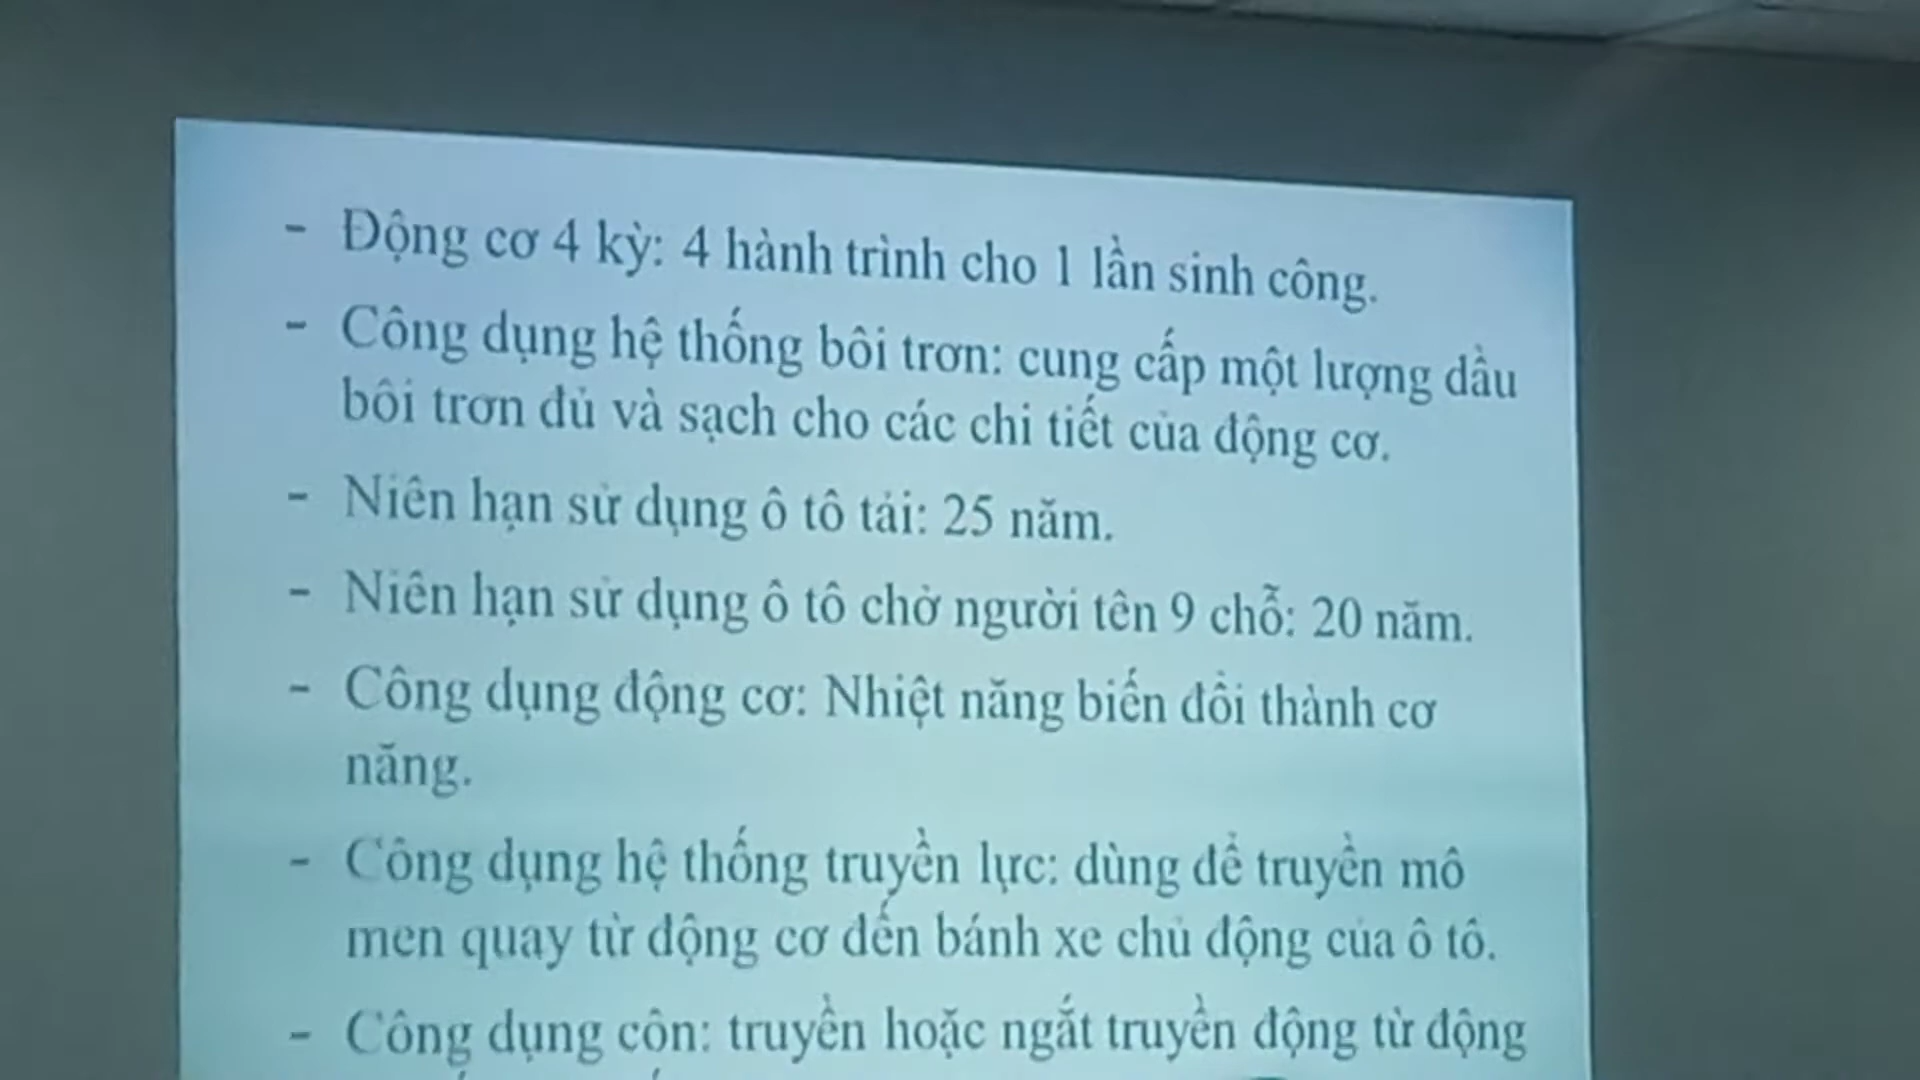 - Động cơ 4 kỳ: 4 hành trình cho 1 lần sinh công.
- Công dụng hệ thống bôi trơn: cung cấp một lượng dầu
bôi trơn đủ và sạch cho các chi tiết của động cơ.
- Niên hạn sử dụng ô tô tải: 25 năm.
- Niên hạn sử dụng ô tô chở người tên 9 chỗ: 20 năm.
- Công dụng động cơ: Nhiệt năng biến đổi thành cơ
năng.
- Công dụng hệ thống truyền lực: dùng để truyền mô
men quay từ động cơ đến bánh xe chủ động của ô tô.
- Công dụng côn: truyền hoặc ngắt truyền động từ động